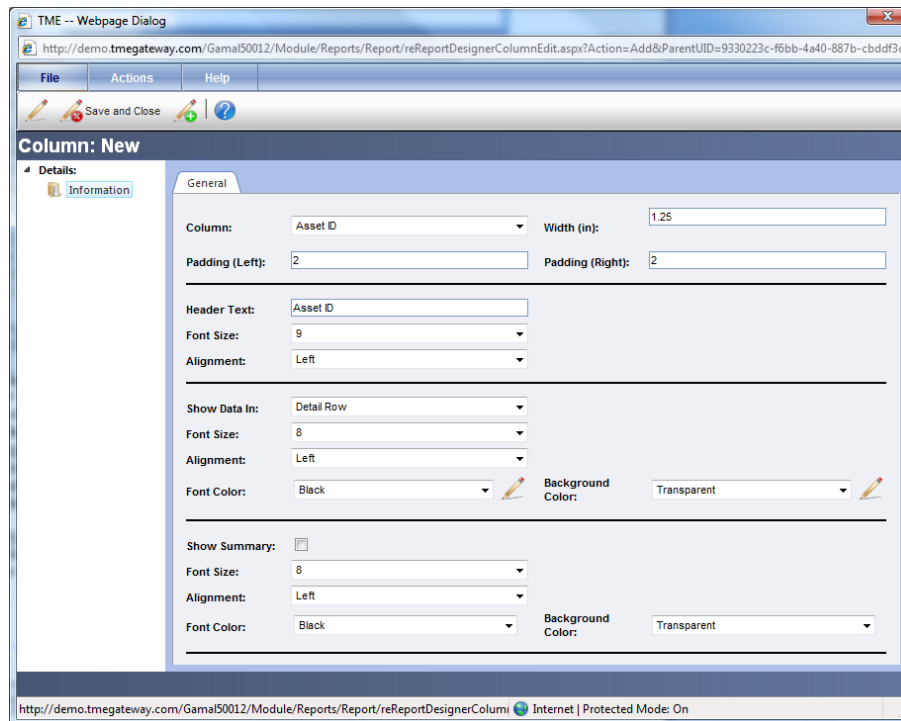 TME -- Webpage Dialog
http://demo.tmegateway.com/Gamal50012/Module/Reports/Report/reReportDesignerColumnEdit.aspx?Action=Add&ParentUID=9330223c-f6bb-4a40-887b-cbddf3c
File Actions Help
Save and Close
Column: New
Details:
Information
General
Column: Asset ID Width (in): 1.25
Padding (Left): 2 Padding (Right): 2
Header Text: Asset ID
Font Size: 9
Alignment: Left
Show Data In: Detail Row
Font Size: 8
Alignment: Left
Font Color: Black Background Color: Transparent
Show Summary:
Font Size: 8
Alignment: Left
Font Color: Black Background Color: Transparent
http://demo.tmegateway.com/Gamal50012/Module/Reports/Report/reReportDesignerColumn Internet | Protected Mode: On